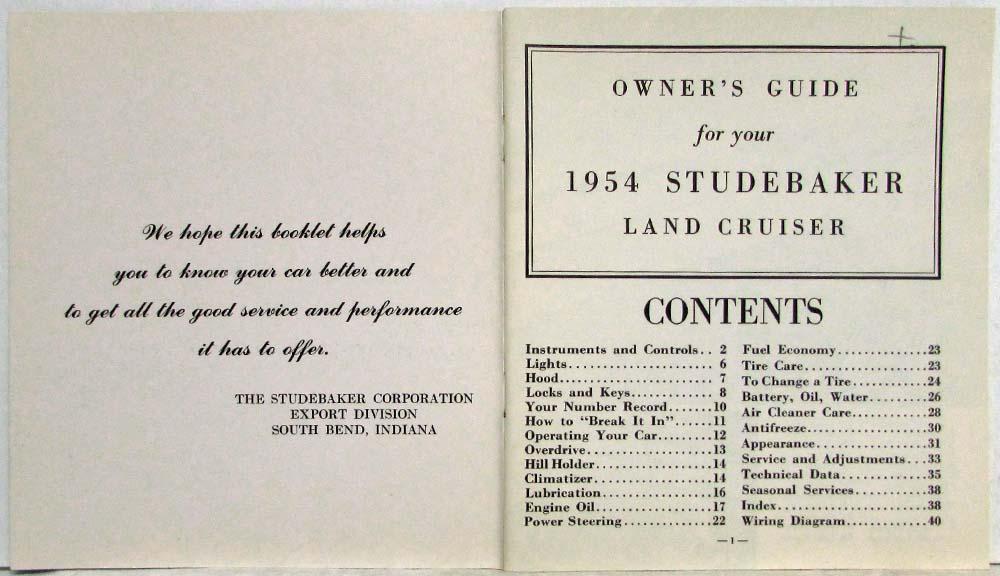 We hope this booklet helps
you to know your car better and
to get all the good service and performance
it has to offer.
THE STUDEBAKER CORPORATION
EXPORT DIVISION
SOUTH BEND, INDIANA
OWNER'S GUIDE
for your
1954 STUDEBAKER
LAND CRUISER
CONTENTS
Instruments and Controls.. 2
Lights.................... 6
Hood...................... 7
Locks and Keys............ 8
Your Number Record.......10
How to "Break It In"......11
Operating Your Car........12
Overdrive.................13
Hill Holder...............14
Climatizer................14
Lubrication...............16
Engine Oil................17
Power Steering............22
Fuel Economy.............23
Tire Care.................23
To Change a Tire..........24
Battery, Oil, Water........26
Air Cleaner Care..........28
Antifreeze................30
Appearance...............31
Service and Adjustments...33
Technical Data............35
Seasonal Services..........38
Index.....................38
Wiring Diagram............40
—1—